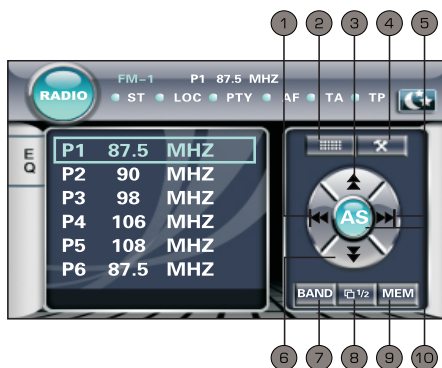 1 2 3 4 5
FM-1 P1 87.5 MHZ
RADIO
ST LOC PTY AF TA TP
EQ
P1 87.5 MHZ
P2 90 MHZ
P3 98 MHZ
P4 106 MHZ
P5 108 MHZ
P6 87.5 MHZ
AS
BAND 1/2 MEM
6 7 8 9 10